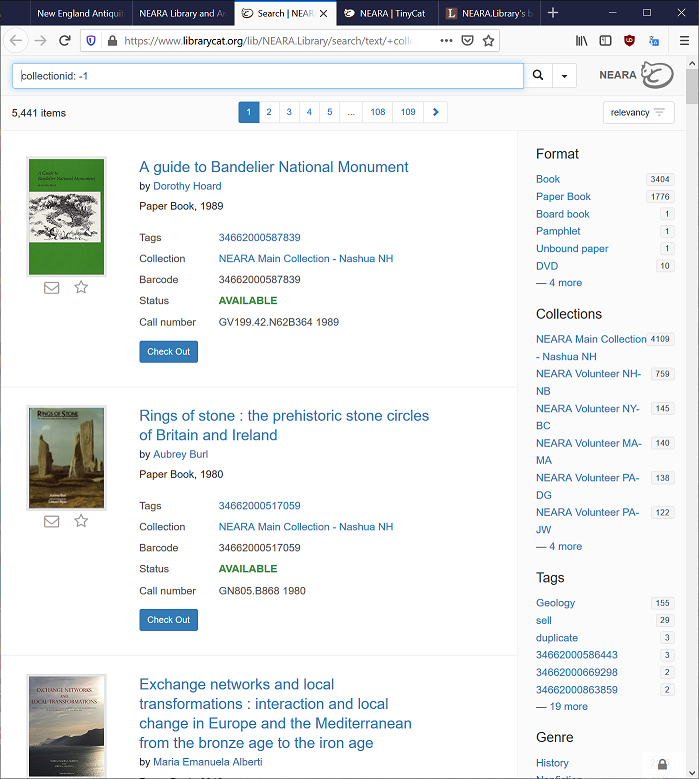 New England Antiquit
NEARA Library and Ar
Search | NEARA
NEARA | TinyCat
NEARA.Library's b
https://www.librarycat.org/lib/NEARA.Library/search/text/+colle
collectionid: -1
NEARA
5,441 items
1 2 3 4 5 ... 108 109
relevancy
A Guide to
Bandelier National Monument
A guide to Bandelier National Monument
by Dorothy Hoard
Paper Book, 1989
Tags 34662000587839
Collection NEARA Main Collection - Nashua NH
Barcode 34662000587839
Status AVAILABLE
Call number GV199.42.N62B364 1989
Check Out
RINGS OF STONE
Aubrey Burl
Rings of stone : the prehistoric stone circles
of Britain and Ireland
by Aubrey Burl
Paper Book, 1980
Tags 34662000517059
Collection NEARA Main Collection - Nashua NH
Barcode 34662000517059
Status AVAILABLE
Call number GN805.B868 1980
Check Out
EXCHANGE NETWORKS
AND
LOCAL TRANSFORMATIONS
Exchange networks and local
transformations : interaction and local
change in Europe and the Mediterranean
from the bronze age to the iron age
by Maria Emanuela Alberti
Format
Book 3404
Paper Book 1776
Board book 1
Pamphlet 1
Unbound paper 1
DVD 10
— 4 more
Collections
NEARA Main Collection 4109
- Nashua NH
NEARA Volunteer NH- 759
NB
NEARA Volunteer NY- 145
BC
NEARA Volunteer MA- 140
MA
NEARA Volunteer PA- 138
DG
NEARA Volunteer PA- 122
JW
— 4 more
Tags
Geology 155
sell 29
duplicate 3
34662000586443 3
34662000669298 2
34662000863859 2
— 19 more
Genre
History
Nonfiction